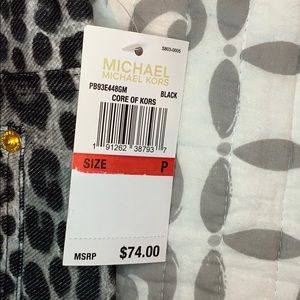 S803-0005
MICHAEL
MICHAEL KORS
PB93E448GM BLACK
CORE OF KORS
1 91262 38793 7
SIZE P
MSRP $74.00